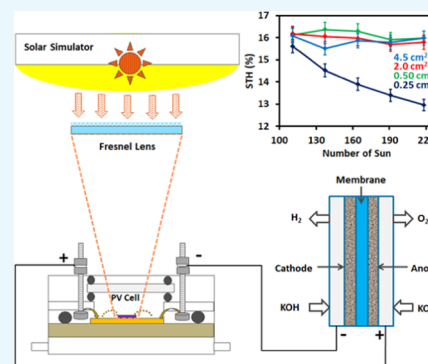 Solar Simulator
Fresnel Lens
+
-
PV Cell
STH (%)
16
15
14
13
12
4.5 cm²
2.0 cm²
0.50 cm
0.25 cm
100
130
160
190
220
Number of Sun
Membrane
H₂
O₂
Cathode
KOH
-
+